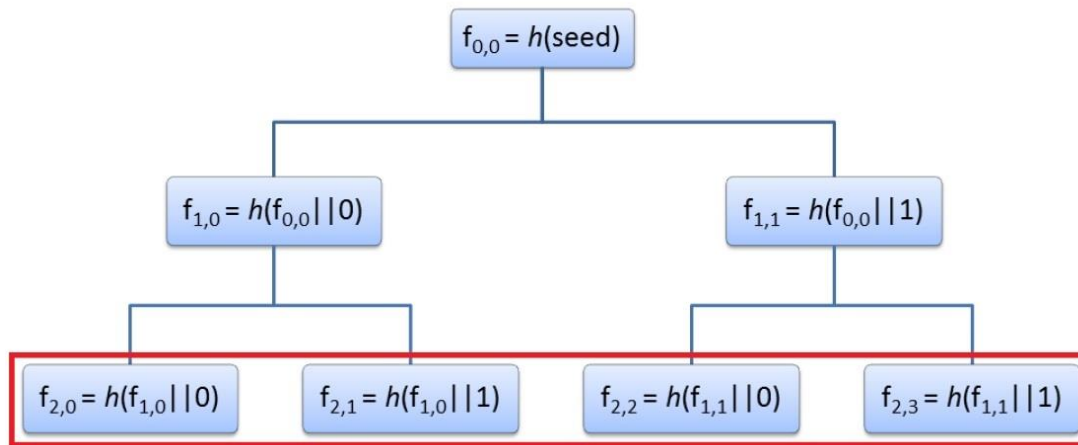 f0,0 = h(seed)
f1,0 = h(f0,0||0)
f1,1 = h(f0,0||1)
f2,0 = h(f1,0||0)
f2,1 = h(f1,0||1)
f2,2 = h(f1,1||0)
f2,3 = h(f1,1||1)